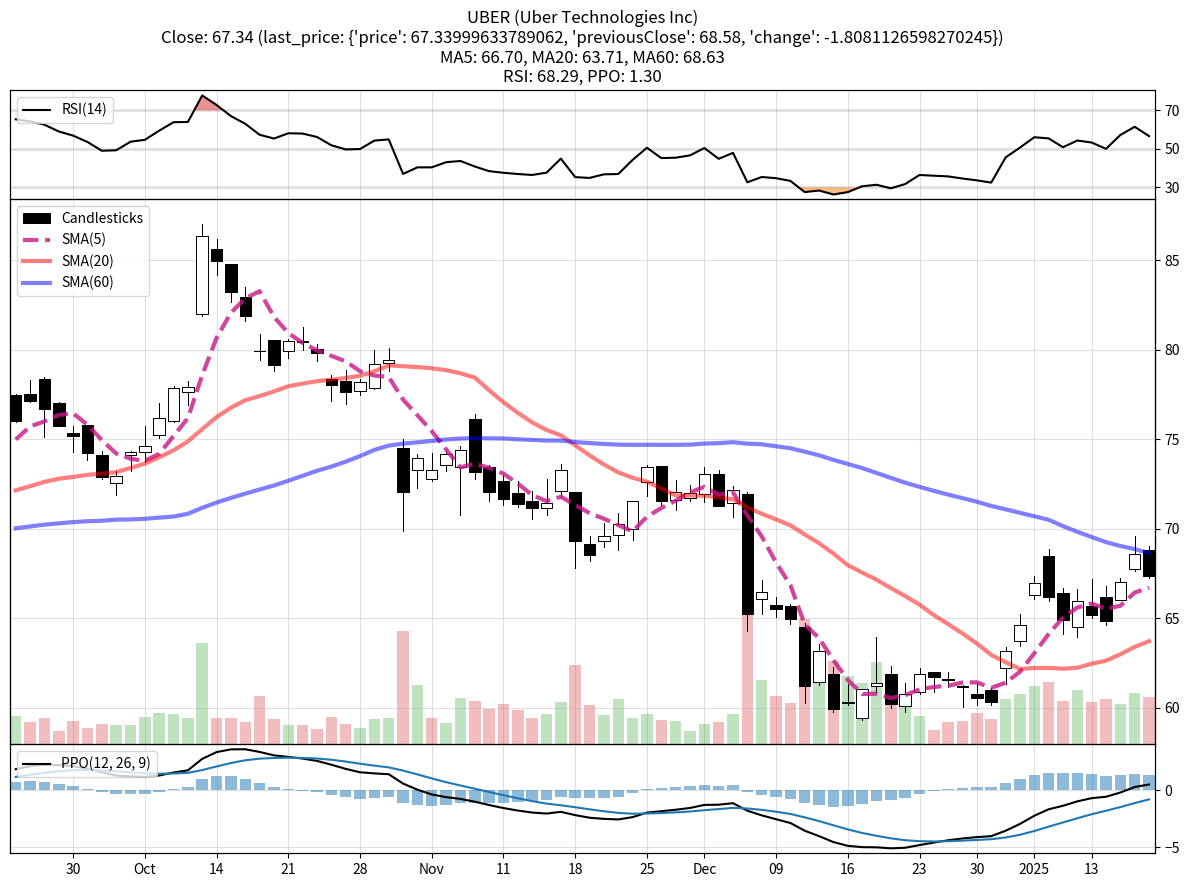 UBER (Uber Technologies Inc)
Close: 67.34 (last_price: {'price': 67.33999633789062, 'previousClose': 68.58, 'change': -1.8081126598270245})
MA5: 66.70, MA20: 63.71, MA60: 68.63
RSI: 68.29, PPO: 1.30
RSI(14)
70
50
30
Candlesticks
SMA(5)
SMA(20)
SMA(60)
85
80
75
70
65
60
PPO(12, 26, 9)
0
−5
30 Oct 14 21 28 Nov 11 18 25 Dec 09 16 23 30 2025 13